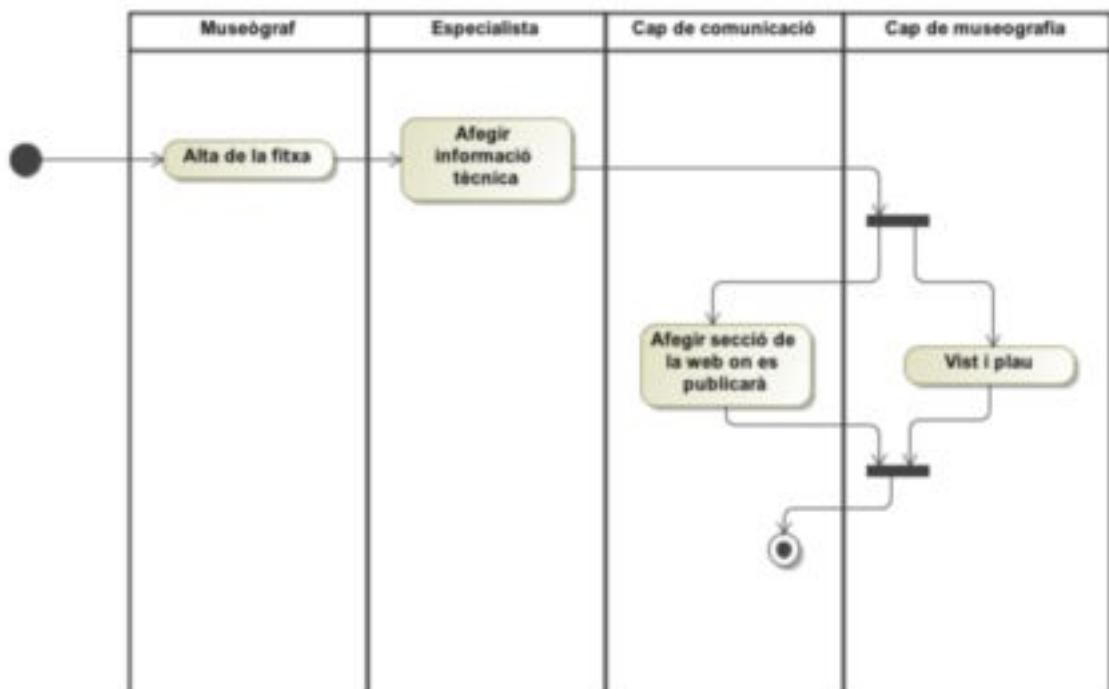 Museògraf
Especialista
Cap de comunicació
Cap de museografia
Alta de la fitxa
Afegir
informació
tècnica
Afegir secció de
la web on es
publicarà
Vist i plau